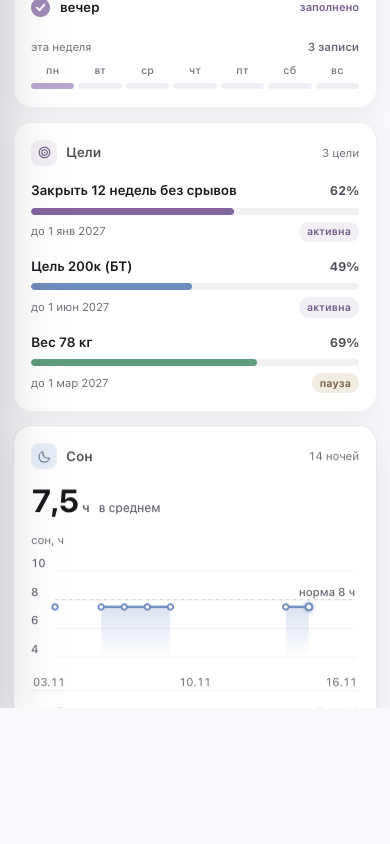 вечер
заполнено
эта неделя
3 записи
пн вт ср чт пт сб вс
Цели
3 цели
Закрыть 12 недель без срывов
62%
до 1 янв 2027
активна
Цель 200к (БТ)
49%
до 1 июн 2027
активна
Вес 78 кг
69%
до 1 мар 2027
пауза
Сон
14 ночей
7,5 ч в среднем
сон, ч
10
8
норма 8 ч
6
4
03.11 10.11 16.11